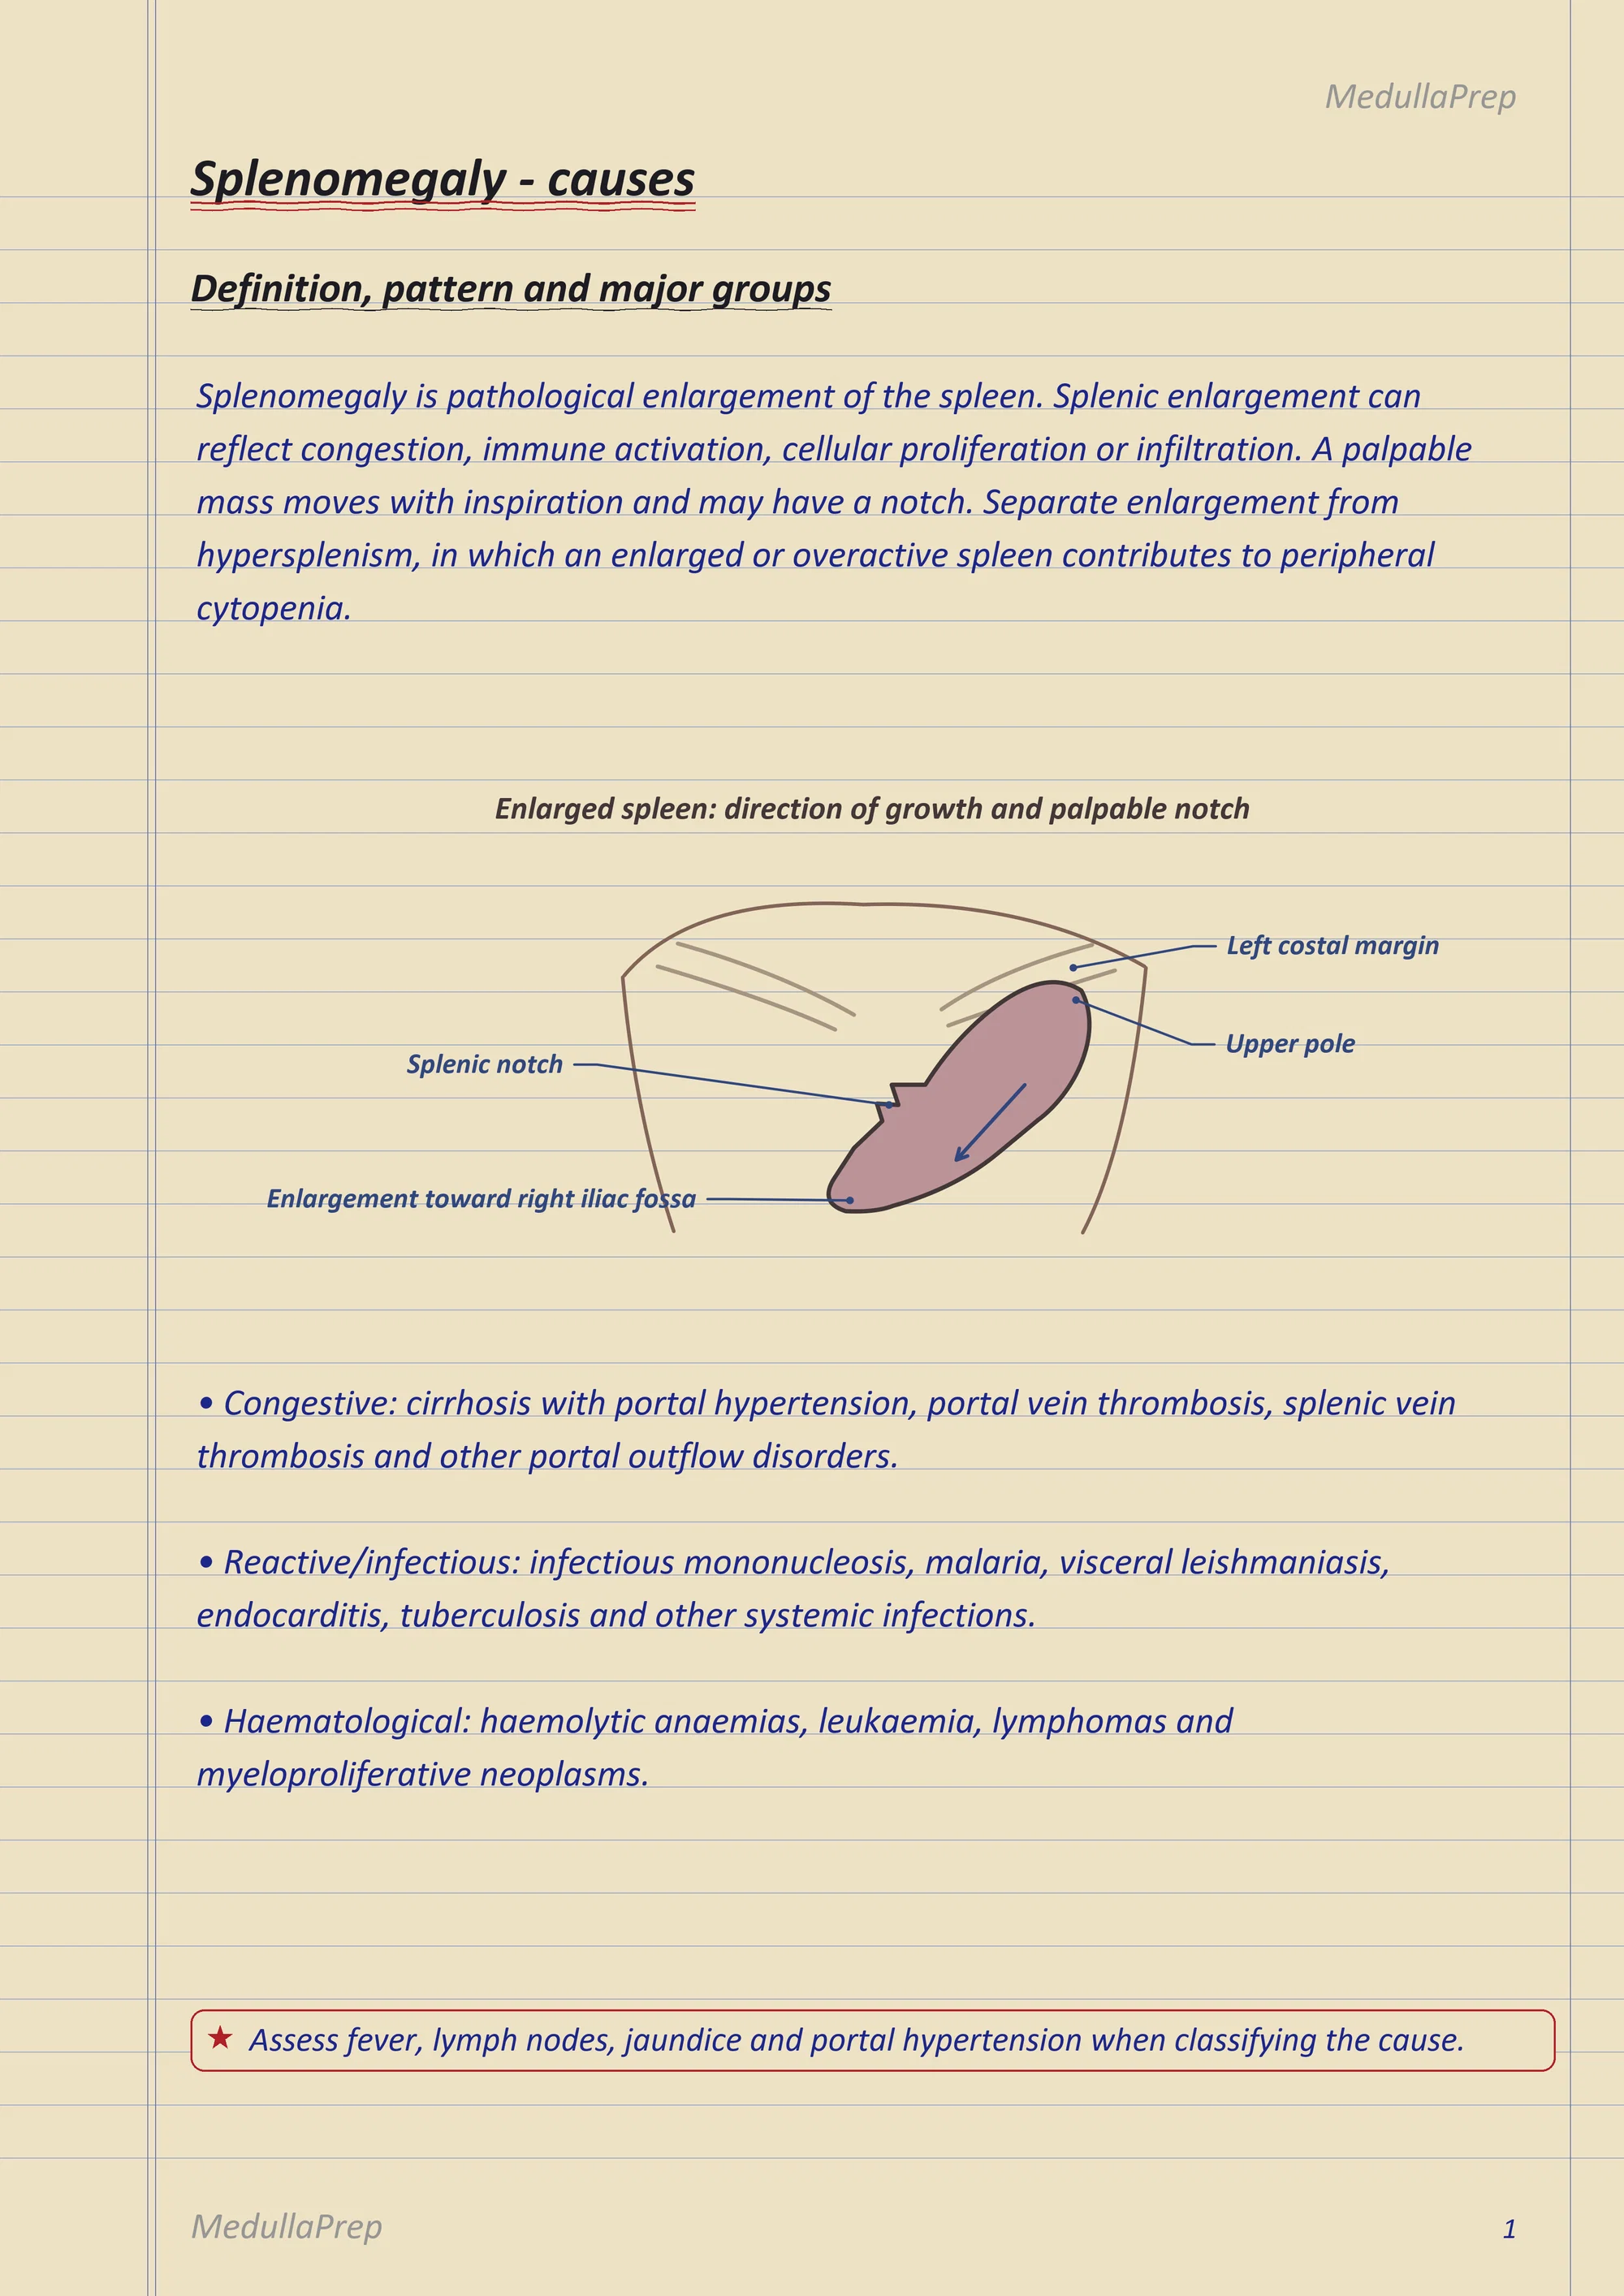 MedullaPrep
Splenomegaly - causes
Definition, pattern and major groups
Splenomegaly is pathological enlargement of the spleen. Splenic enlargement can
reflect congestion, immune activation, cellular proliferation or infiltration. A palpable
mass moves with inspiration and may have a notch. Separate enlargement from
hypersplenism, in which an enlarged or overactive spleen contributes to peripheral
cytopenia.
Enlarged spleen: direction of growth and palpable notch
Left costal margin
Upper pole
Splenic notch
Enlargement toward right iliac fossa
• Congestive: cirrhosis with portal hypertension, portal vein thrombosis, splenic vein
thrombosis and other portal outflow disorders.
• Reactive/infectious: infectious mononucleosis, malaria, visceral leishmaniasis,
endocarditis, tuberculosis and other systemic infections.
• Haematological: haemolytic anaemias, leukaemia, lymphomas and
myeloproliferative neoplasms.
★ Assess fever, lymph nodes, jaundice and portal hypertension when classifying the cause.
MedullaPrep
1